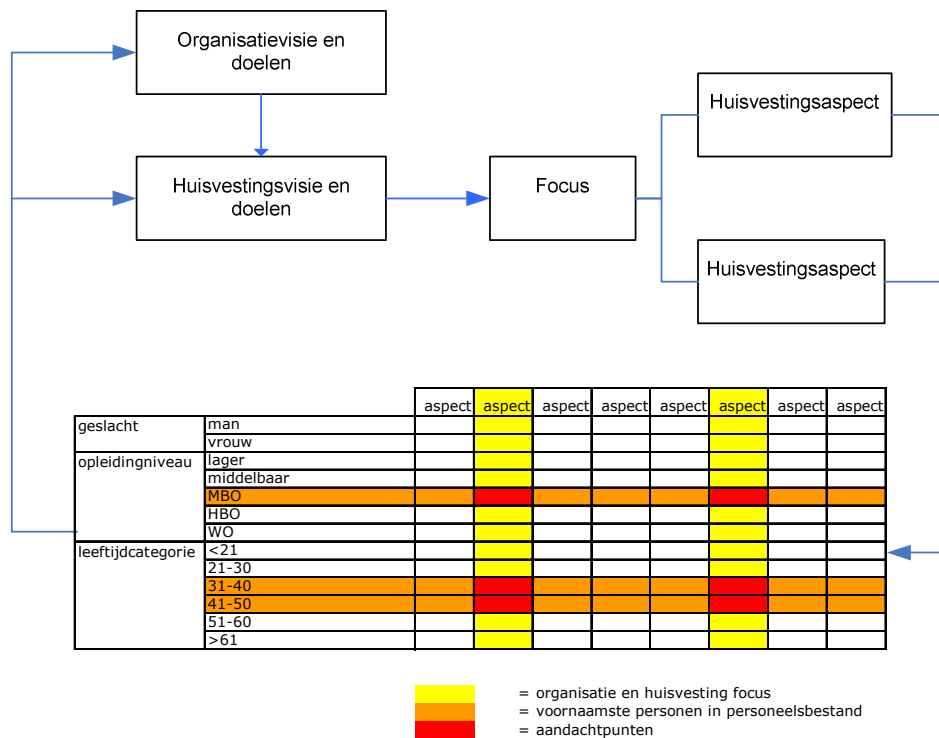 Organisatievisie en
doelen
Huisvestingsaspect
Huisvestingsvisie en
doelen
Focus
Huisvestingsaspect
aspect aspect aspect aspect aspect aspect aspect aspect
geslacht man
vrouw
opleidingniveau lager
middelbaar
MBO
HBO
WO
leeftijdcategorie <21
21-30
31-40
41-50
51-60
>61
= organisatie en huisvesting focus
= voornaamste personen in personeelsbestand
= aandachtpunten